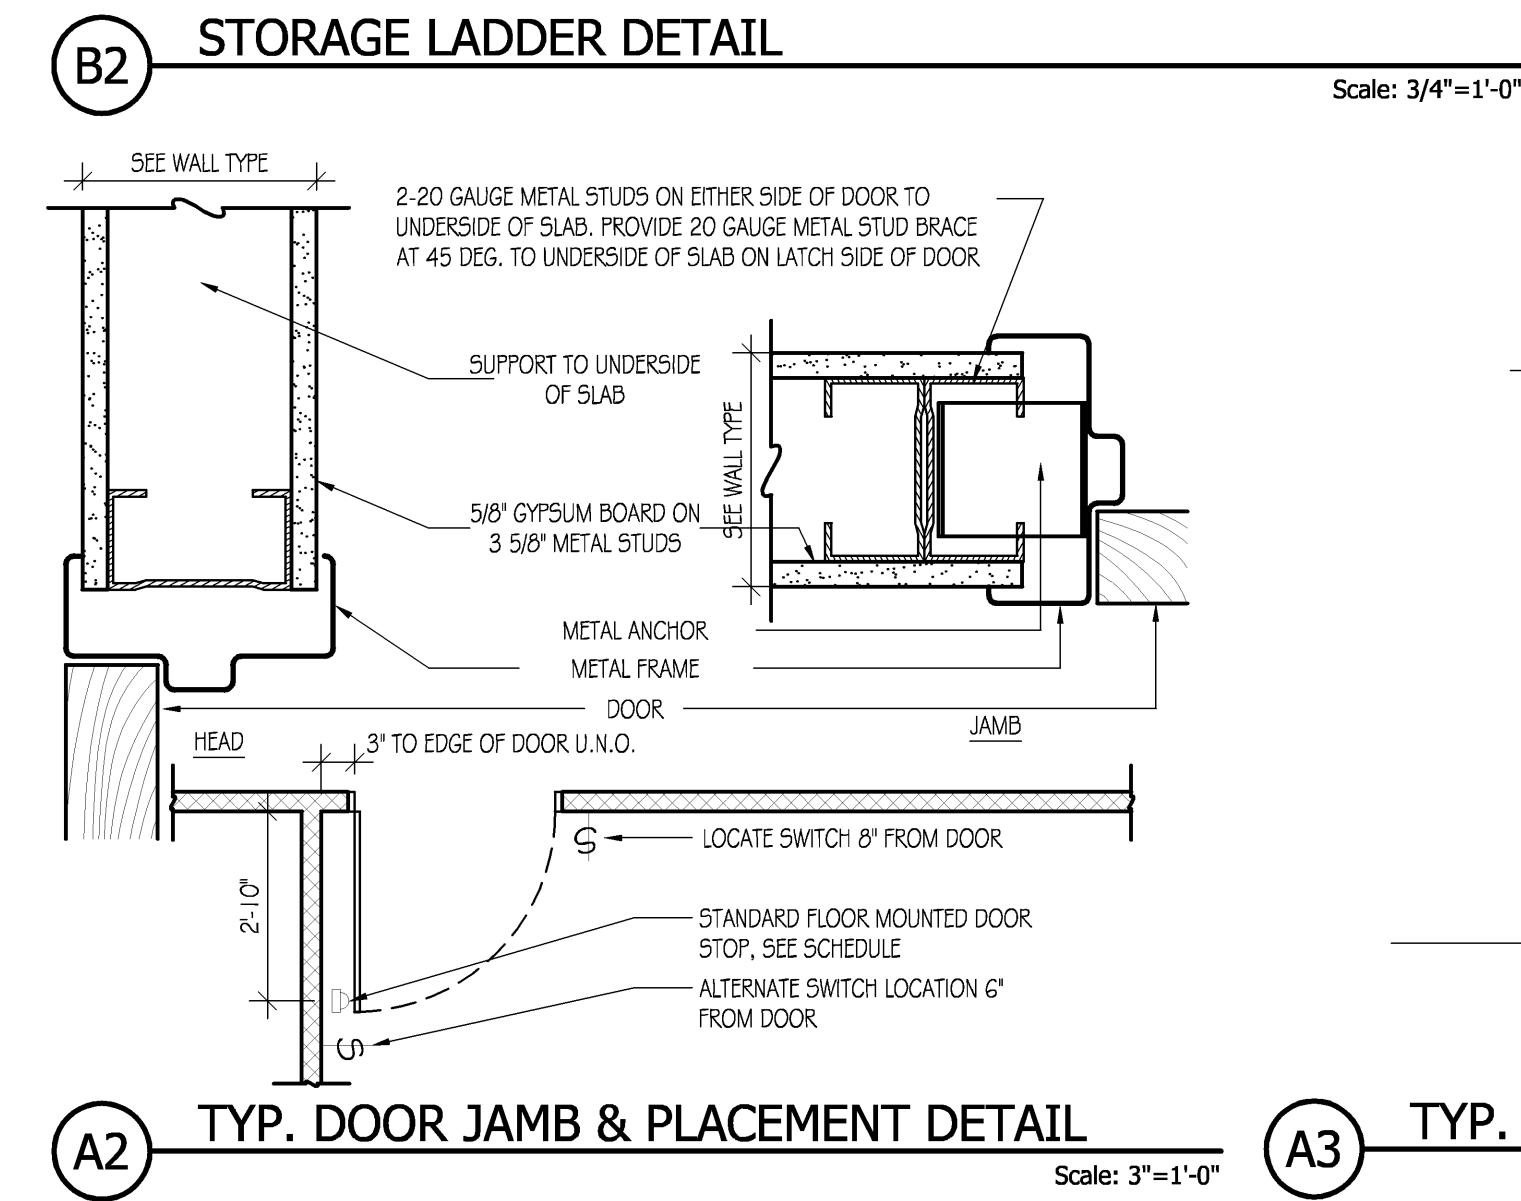 B2
STORAGE LADDER DETAIL
Scale: 3/4"=1'-0"
SEE WALL TYPE
2-20 GAUGE METAL STUDS ON EITHER SIDE OF DOOR TO
UNDERSIDE OF SLAB. PROVIDE 20 GAUGE METAL STUD BRACE
AT 45 DEG. TO UNDERSIDE OF SLAB ON LATCH SIDE OF DOOR
SUPPORT TO UNDERSIDE
OF SLAB
SEE WALL TYPE
5/8" GYPSUM BOARD ON
3 5/8" METAL STUDS
METAL ANCHOR
METAL FRAME
DOOR
JAMB
HEAD
3" TO EDGE OF DOOR U.N.O.
S
LOCATE SWITCH 8" FROM DOOR
2'-10"
STANDARD FLOOR MOUNTED DOOR
STOP, SEE SCHEDULE
ALTERNATE SWITCH LOCATION 6"
FROM DOOR
S
A2
TYP. DOOR JAMB & PLACEMENT DETAIL
Scale: 3"=1'-0"
A3
TYP.